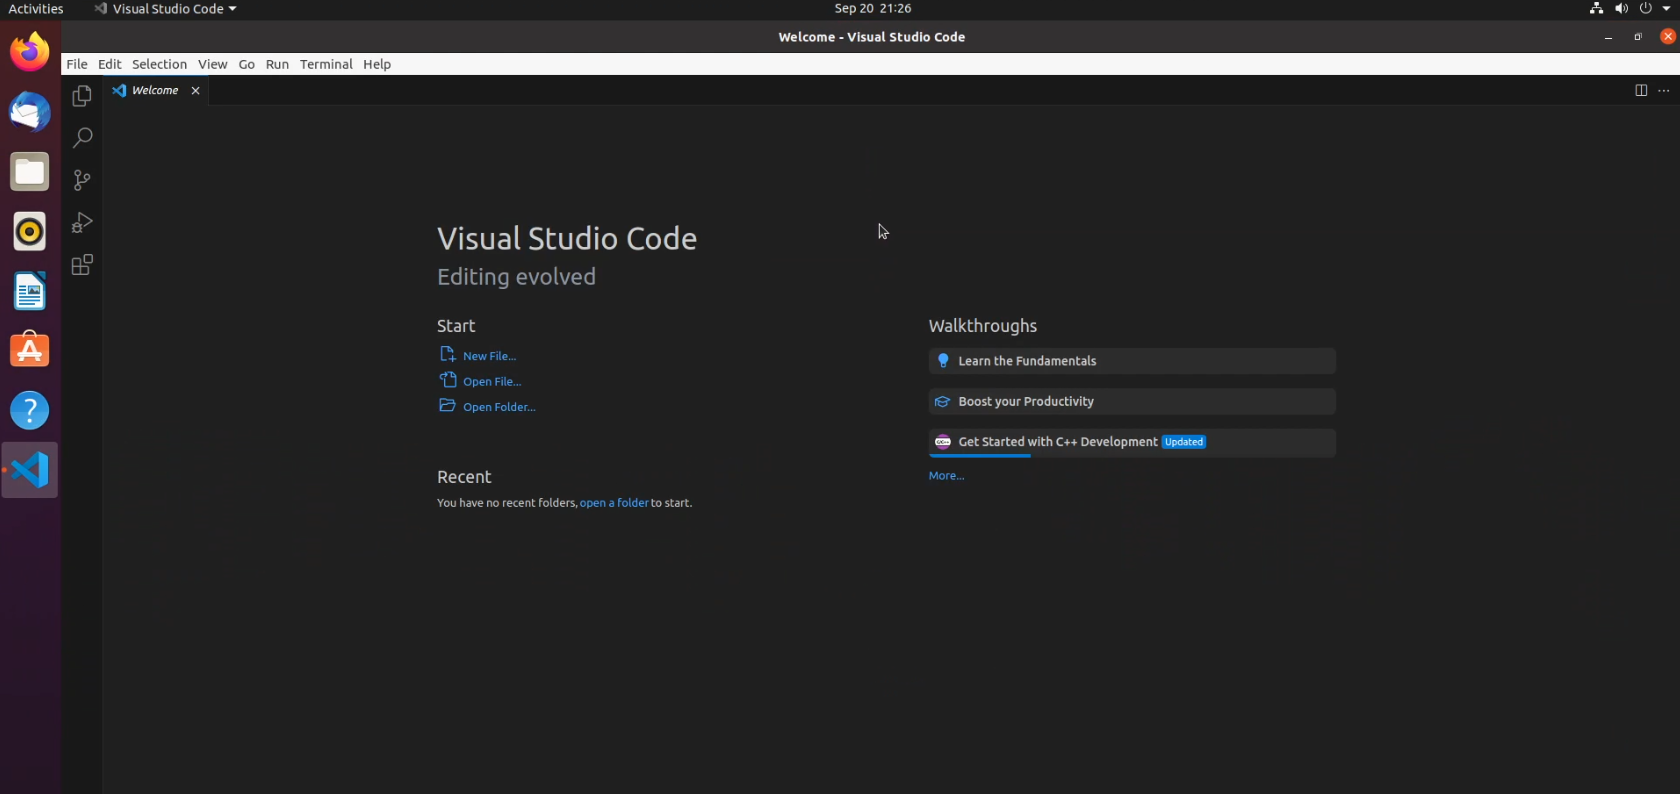 Activities Visual Studio Code Sep 20 21:26
Welcome - Visual Studio Code
File Edit Selection View Go Run Terminal Help
Welcome
Visual Studio Code
Editing evolved
Start
New File...
Open File...
Open Folder...
Recent
You have no recent folders, open a folder to start.
Walkthroughs
Learn the Fundamentals
Boost your Productivity
Get Started with C++ Development Updated
More...